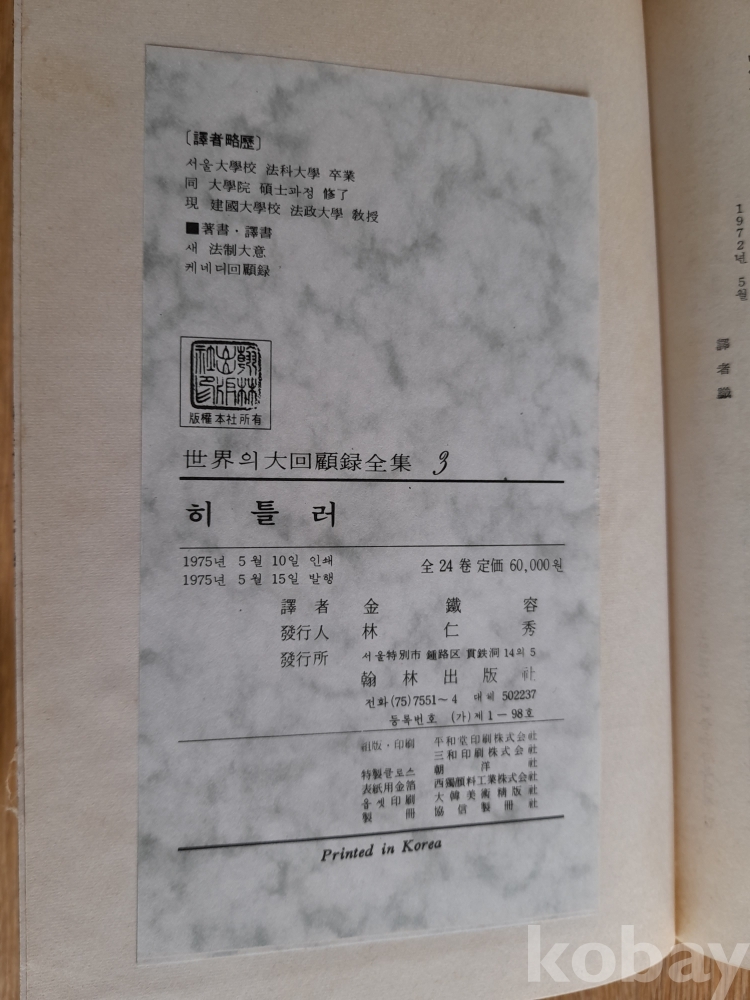 [譯者略歷]
서울大學校 法科大學 卒業
同 大學院 碩士과정 修了
現 建國大學校 法政大學 教授
■著書·譯書
새 法制大意
케네디回顧録
翰林出版社印
版權本社所有
世界의大回顧録全集 3
히틀러
1975년 5월 10일 인쇄
1975년 5월 15일 발행
全24卷 定価 60,000원
譯者 金鐵容
發行人 林仁秀
發行所 서울特別市 鍾路区 貫鉄洞 14의 5
翰林出版社
전화 (75) 7551~4 대체 502237
등록번호 (가) 제1-98호
組版·印刷 平和堂印刷株式会社
三和印刷株式会社
特製클로스 朝洋社
表紙用金箔 西獨顔料工業株式会社
옵셋印刷 大韓美術精版社
製冊 協信製冊社
Printed in Korea
1972년 5월
譯者 識
kobay